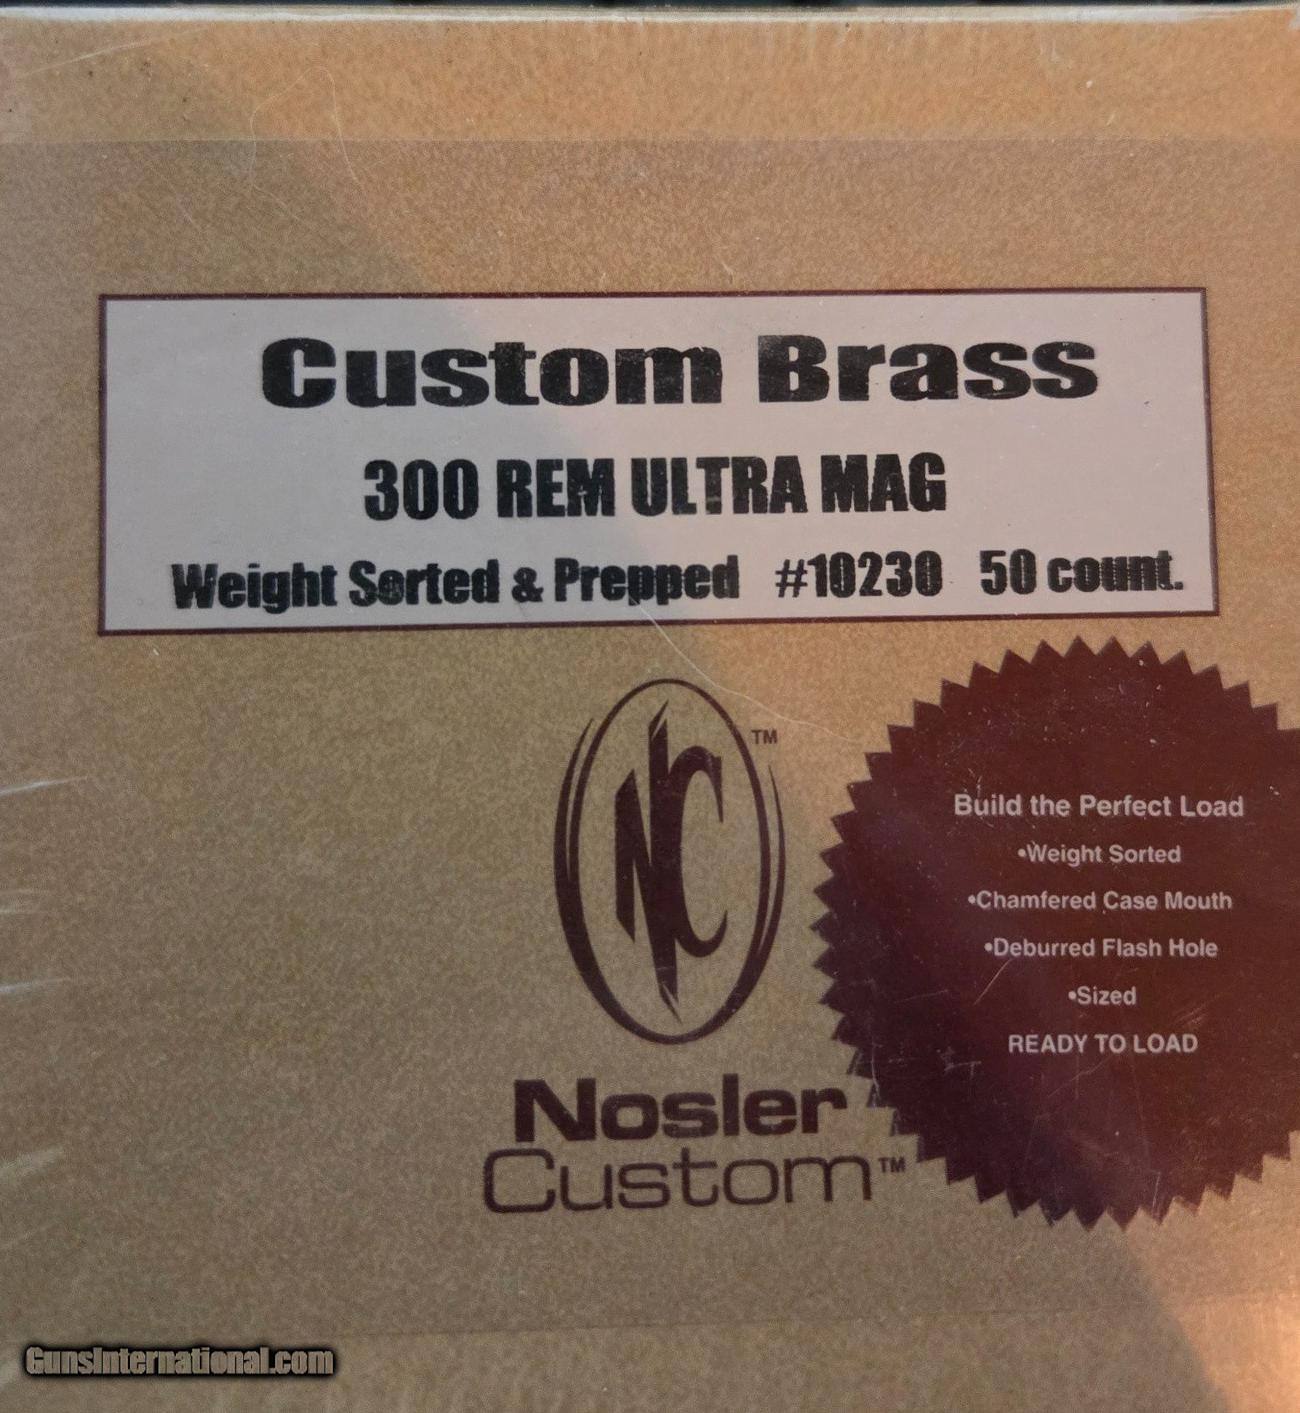 Custom Brass
300 REM ULTRA MAG
Weight Sorted & Prepped #10230 50 count.
NC TM
Build the Perfect Load
•Weight Sorted
•Chamfered Case Mouth
•Deburred Flash Hole
•Sized
READY TO LOAD
Nosler
Custom™
GunsInternational.com